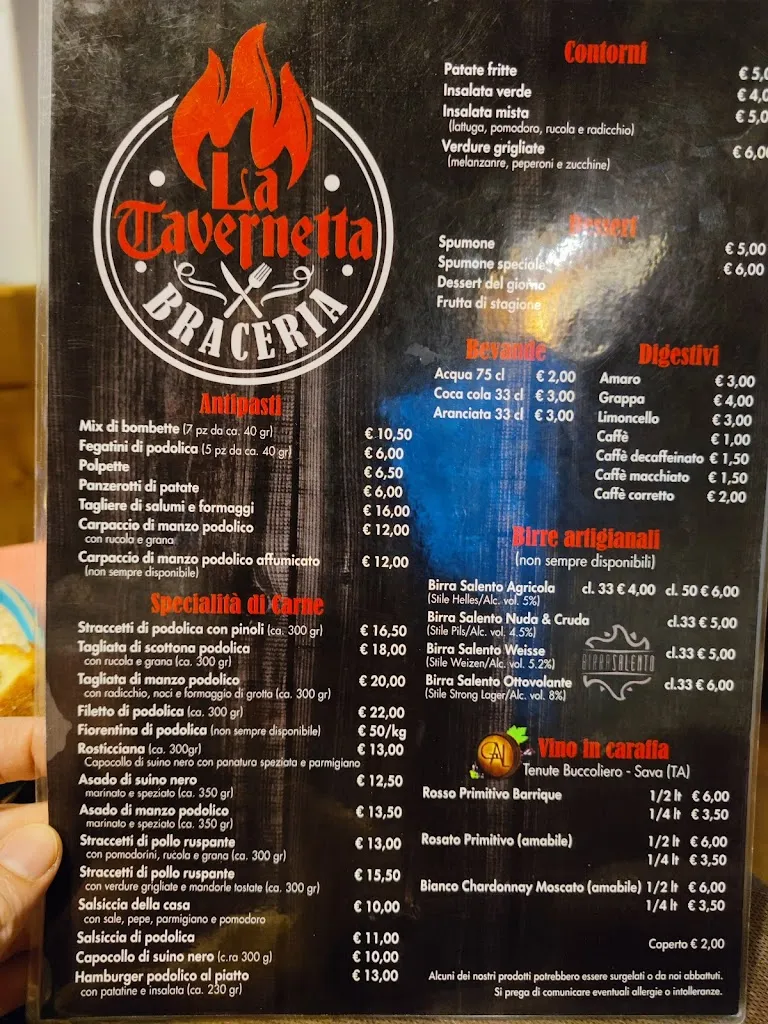 La
Tavernetta
BRACERIA
Antipasti
Mix di bombette (7 pz da ca. 40 gr) € 10,50
Fegatini di podolica (5 pz da ca. 40 gr) € 6,00
Polpette € 6,50
Panzerotti di patate € 6,00
Tagliere di salumi e formaggi € 16,00
Carpaccio di manzo podolico € 12,00
con rucola e grana
Carpaccio di manzo podolico affumicato € 12,00
(non sempre disponibile)
Specialità di Carne
Straccetti di podolica con pinoli (ca. 300 gr) € 16,50
Tagliata di scottona podolica € 18,00
con rucola e grana (ca. 300 gr)
Tagliata di manzo podolico € 20,00
con radicchio, noci e formaggio di grotta (ca. 300 gr)
Filetto di podolica (ca. 300 gr) € 22,00
Fiorentina di podolica (non sempre disponibile) € 50/kg
Rosticciana (ca. 300gr) € 13,00
Capocollo di suino nero con panatura speziata e parmigiano
Asado di suino nero € 12,50
marinato e speziato (ca. 350 gr)
Asado di manzo podolico € 13,50
marinato e speziato (ca. 350 gr)
Straccetti di pollo ruspante € 13,00
con pomodorini, rucola e grana (ca. 300 gr)
Straccetti di pollo ruspante € 15,50
con verdure grigliate e mandorle tostate (ca. 300 gr)
Salsiccia della casa € 10,00
con sale, pepe, parmigiano e pomodoro
Salsiccia di podolica € 11,00
Capocollo di suino nero (c.ra 300 g) € 10,00
Hamburger podolico al piatto € 13,00
con patatine e insalata (ca. 230 gr)
Contorni
Patate fritte € 5,0
Insalata verde € 4,0
Insalata mista € 5,0
(lattuga, pomodoro, rucola e radicchio)
Verdure grigliate € 6,00
(melanzanre, peperoni e zucchine)
Dessert
Spumone € 5,00
Spumone speciale € 6,00
Dessert del giorno
Frutta di stagione
Bevande
Acqua 75 cl € 2,00
Coca cola 33 cl € 3,00
Aranciata 33 cl € 3,00
Digestivi
Amaro € 3,00
Grappa € 4,00
Limoncello € 3,00
Caffè € 1,00
Caffè decaffeinato € 1,50
Caffè macchiato € 1,50
Caffè corretto € 2,00
Birre artigianali
(non sempre disponibili)
Birra Salento Agricola cl. 33 € 4,00 cl. 50 € 6,00
(Stile Helles/Alc. vol. 5%)
Birra Salento Nuda & Cruda cl.33 € 5,00
(Stile Pils/Alc. vol. 4.5%)
Birra Salento Weisse cl.33 € 5,00
(Stile Weizen/Alc. vol. 5.2%)
Birra Salento Ottovolante cl.33 € 6,00
(Stile Strong Lager/Alc. vol. 8%)
BIRRASALENTO
Vino in caraffa
Tenute Buccoliero - Sava (TA)
Rosso Primitivo Barrique 1/2 lt € 6,00
1/4 lt € 3,50
Rosato Primitivo (amabile) 1/2 lt € 6,00
1/4 lt € 3,50
Bianco Chardonnay Moscato (amabile) 1/2 lt € 6,00
1/4 lt € 3,50
Coperto € 2,00
Alcuni dei nostri prodotti potrebbero essere surgelati o da noi abbattuti.
Si prega di comunicare eventuali allergie o intolleranze.